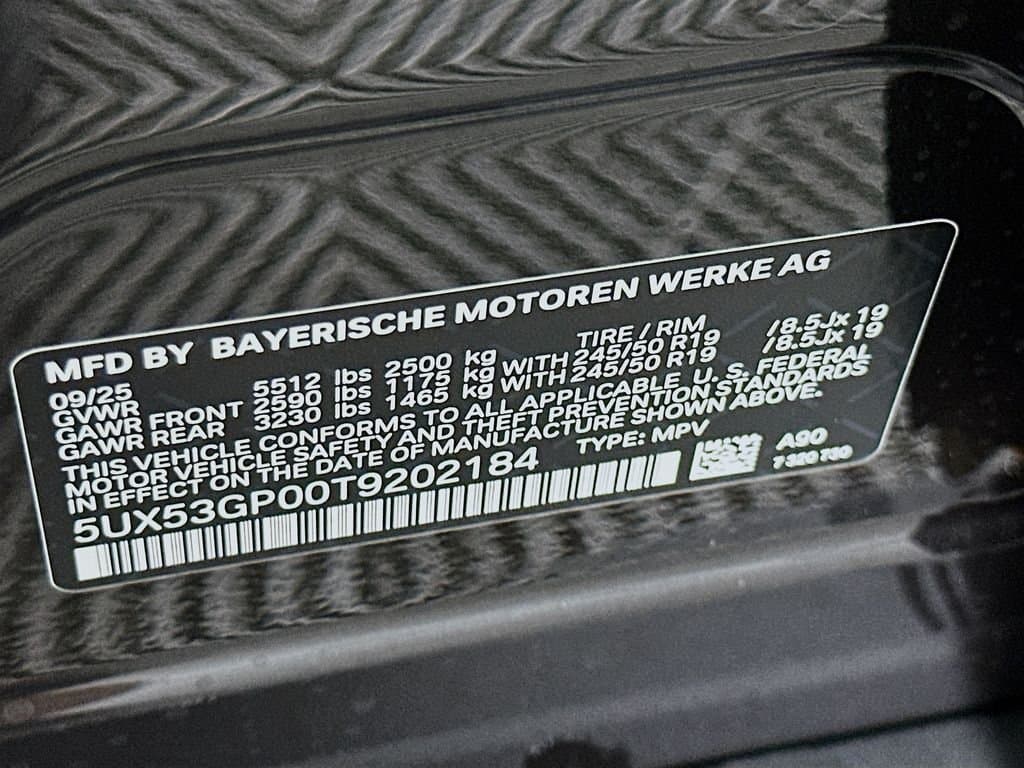 MFD BY BAYERISCHE MOTOREN WERKE AG
09/25 TIRE / RIM
GVWR 5512 lbs 2500 kg
GAWR FRONT 2590 lbs 1175 kg WITH 245/50 R19 /8.5Jx 19
GAWR REAR 3230 lbs 1465 kg WITH 245/50 R19 /8.5Jx 19
THIS VEHICLE CONFORMS TO ALL APPLICABLE U. S. FEDERAL
MOTOR VEHICLE SAFETY AND THEFT PREVENTION STANDARDS
IN EFFECT ON THE DATE OF MANUFACTURE SHOWN ABOVE.
5UX53GP00T9202184 TYPE: MPV A90